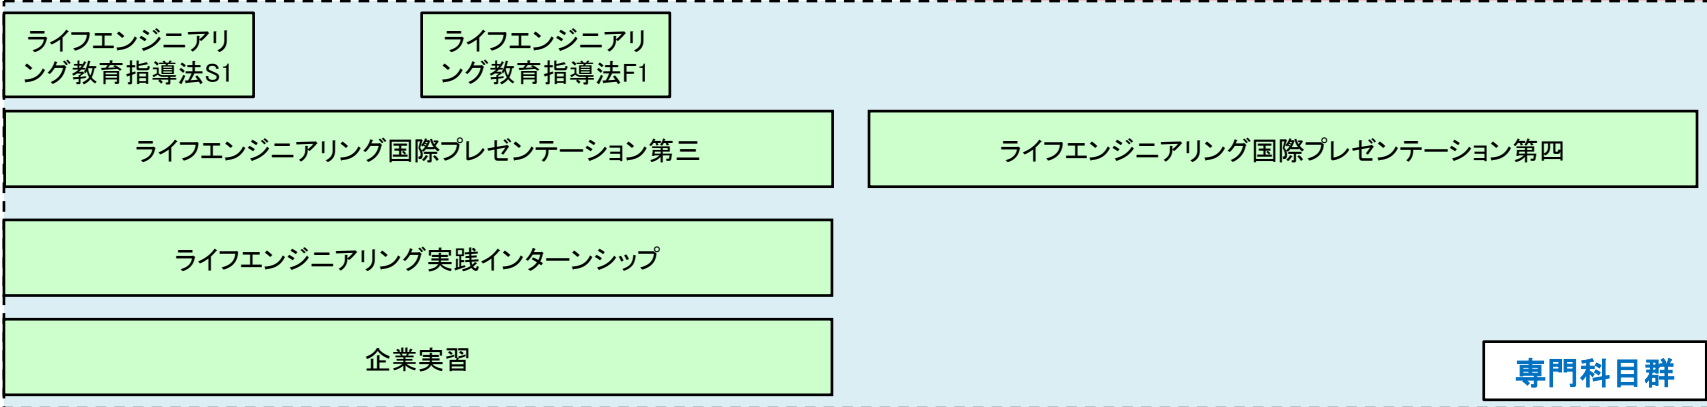 ライフエンジニアリ
ング教育指導法S1
ライフエンジニアリ
ング教育指導法F1
ライフエンジニアリング国際プレゼンテーション第三
ライフエンジニアリング国際プレゼンテーション第四
ライフエンジニアリング実践インターンシップ
企業実習
専門科目群